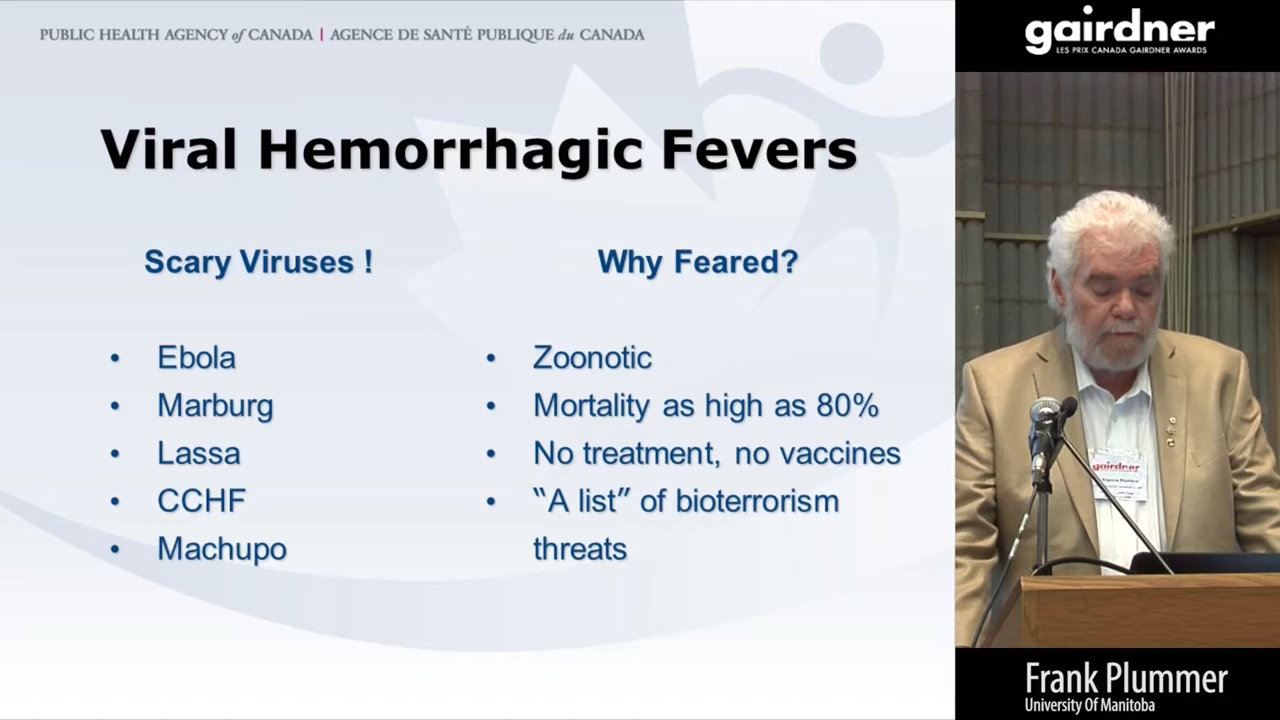 PUBLIC HEALTH AGENCY of CANADA | AGENCE DE SANTÉ PUBLIQUE du CANADA
Viral Hemorrhagic Fevers
Scary Viruses !
• Ebola
• Marburg
• Lassa
• CCHF
• Machupo
Why Feared?
• Zoonotic
• Mortality as high as 80%
• No treatment, no vaccines
• “A list” of bioterrorism
threats
gairdner
LES PRIX CANADA GAIRDNER AWARDS
gairdner
Frank Plummer
University Of Manitoba